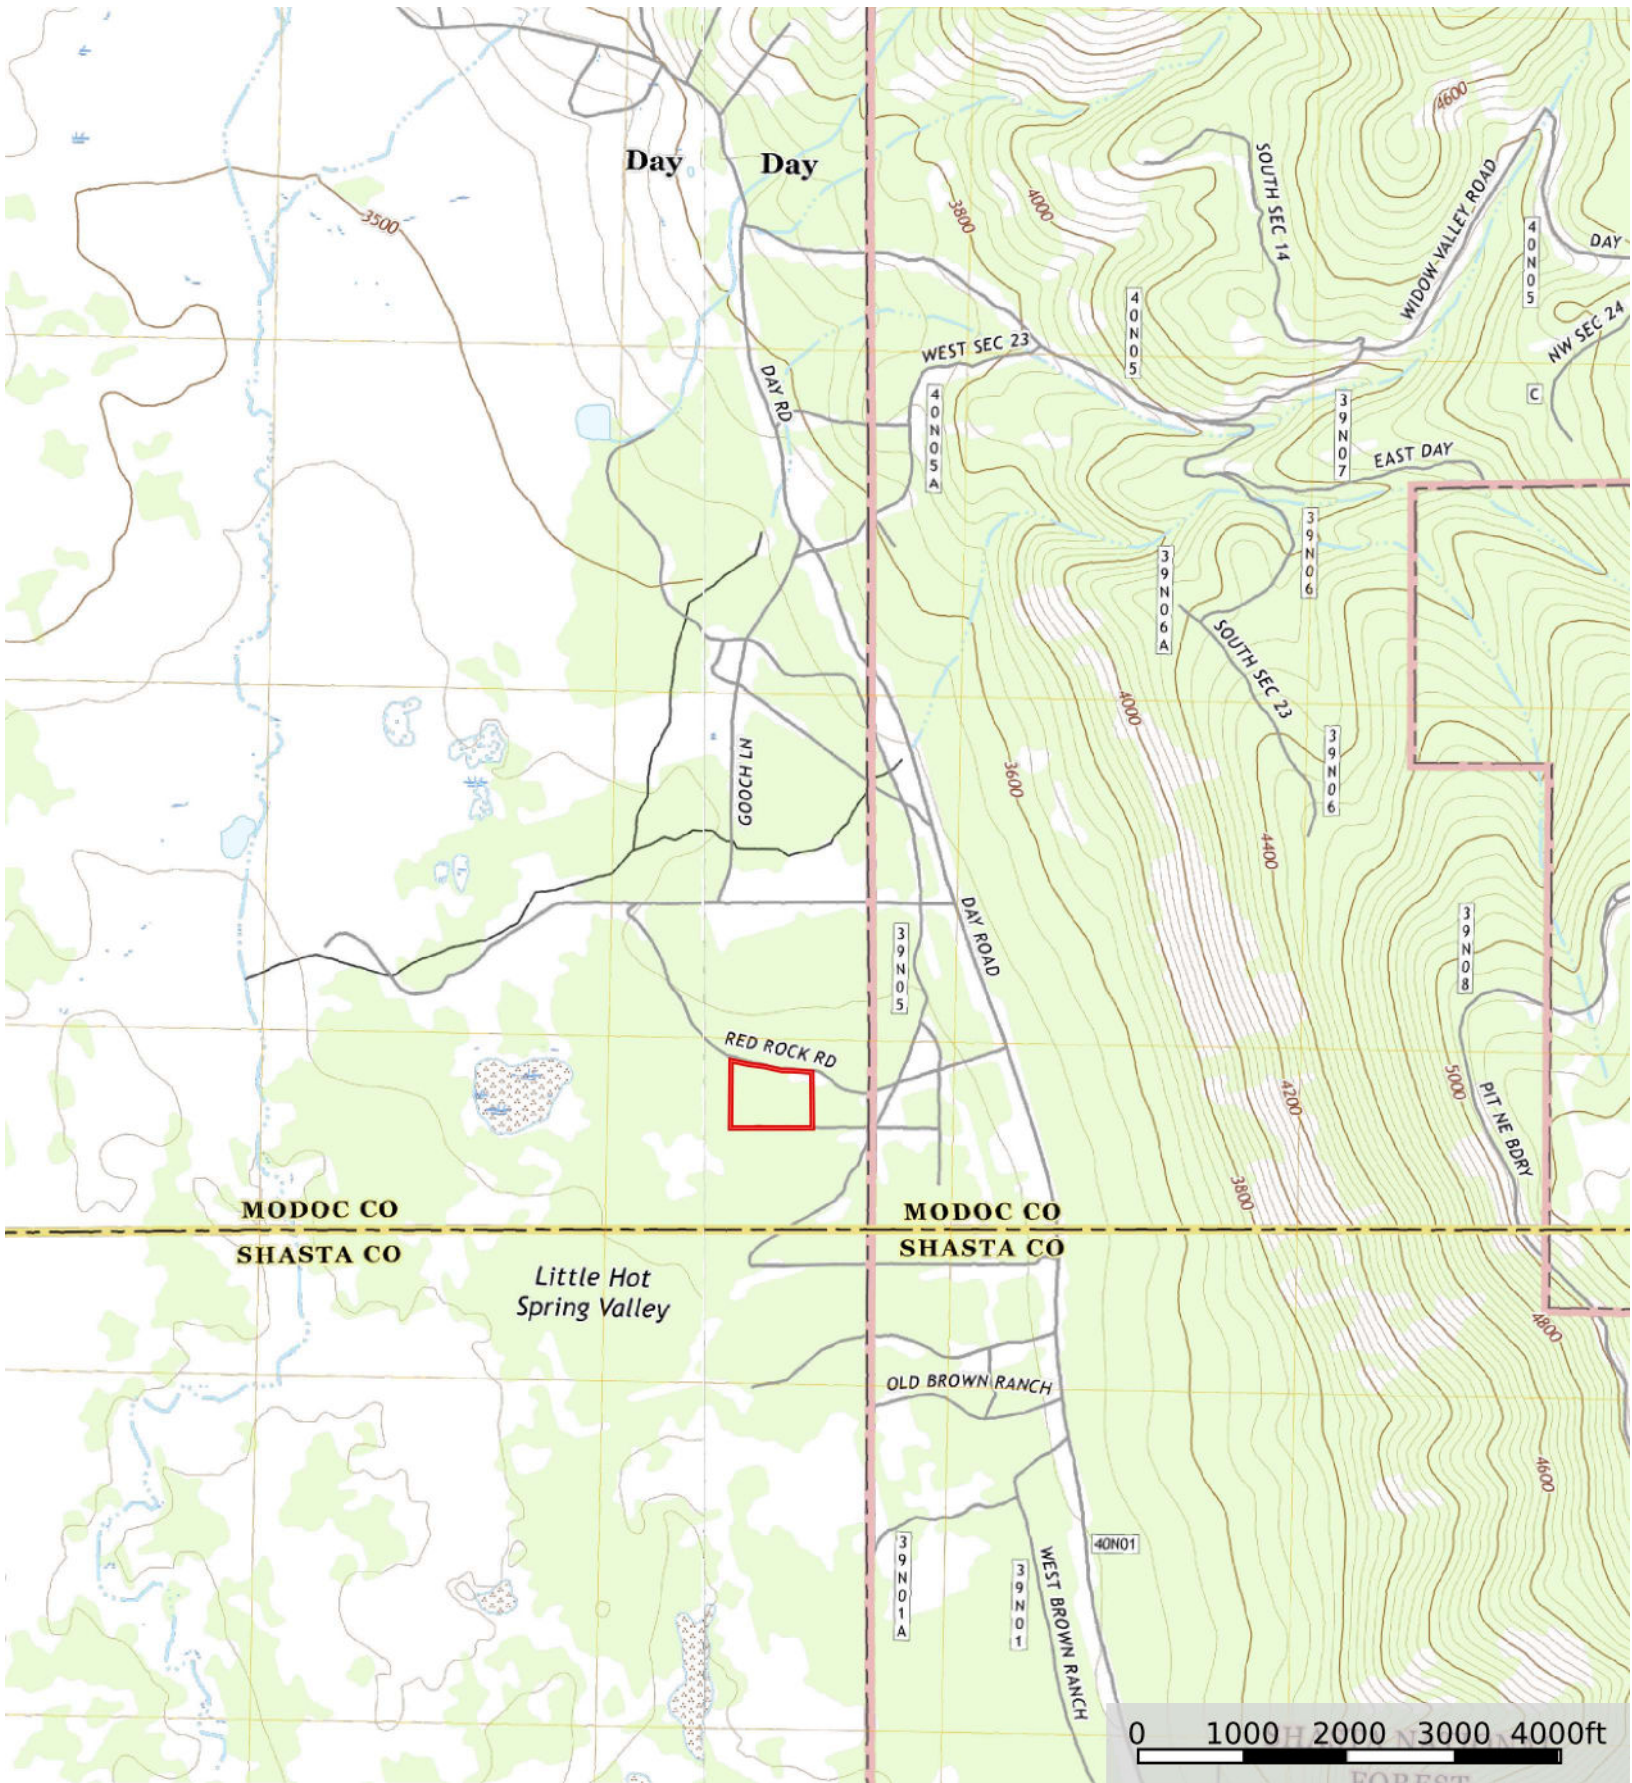 4600
Day
Day
SOUTH SEC 14
WIDOW VALLEY ROAD
3500
3800
4000
40N05
DAY
40N05
NW SEC 24
WEST SEC 23
DAY RD
C
40N05A
39N07
EAST DAY
39N06
39N06A
SOUTH SEC 23
4000
GOOCH LN
3600
39N06
4400
DAY ROAD
39N05
39N08
RED ROCK RD
5000
4200
PIT NE BDRY
3800
MODOC CO
MODOC CO
SHASTA CO
SHASTA CO
Little Hot
Spring Valley
4800
OLD BROWN RANCH
4600
39N01A
39N01
40N01
WEST BROWN RANCH
0 1000 2000 3000 4000ft
FOREST